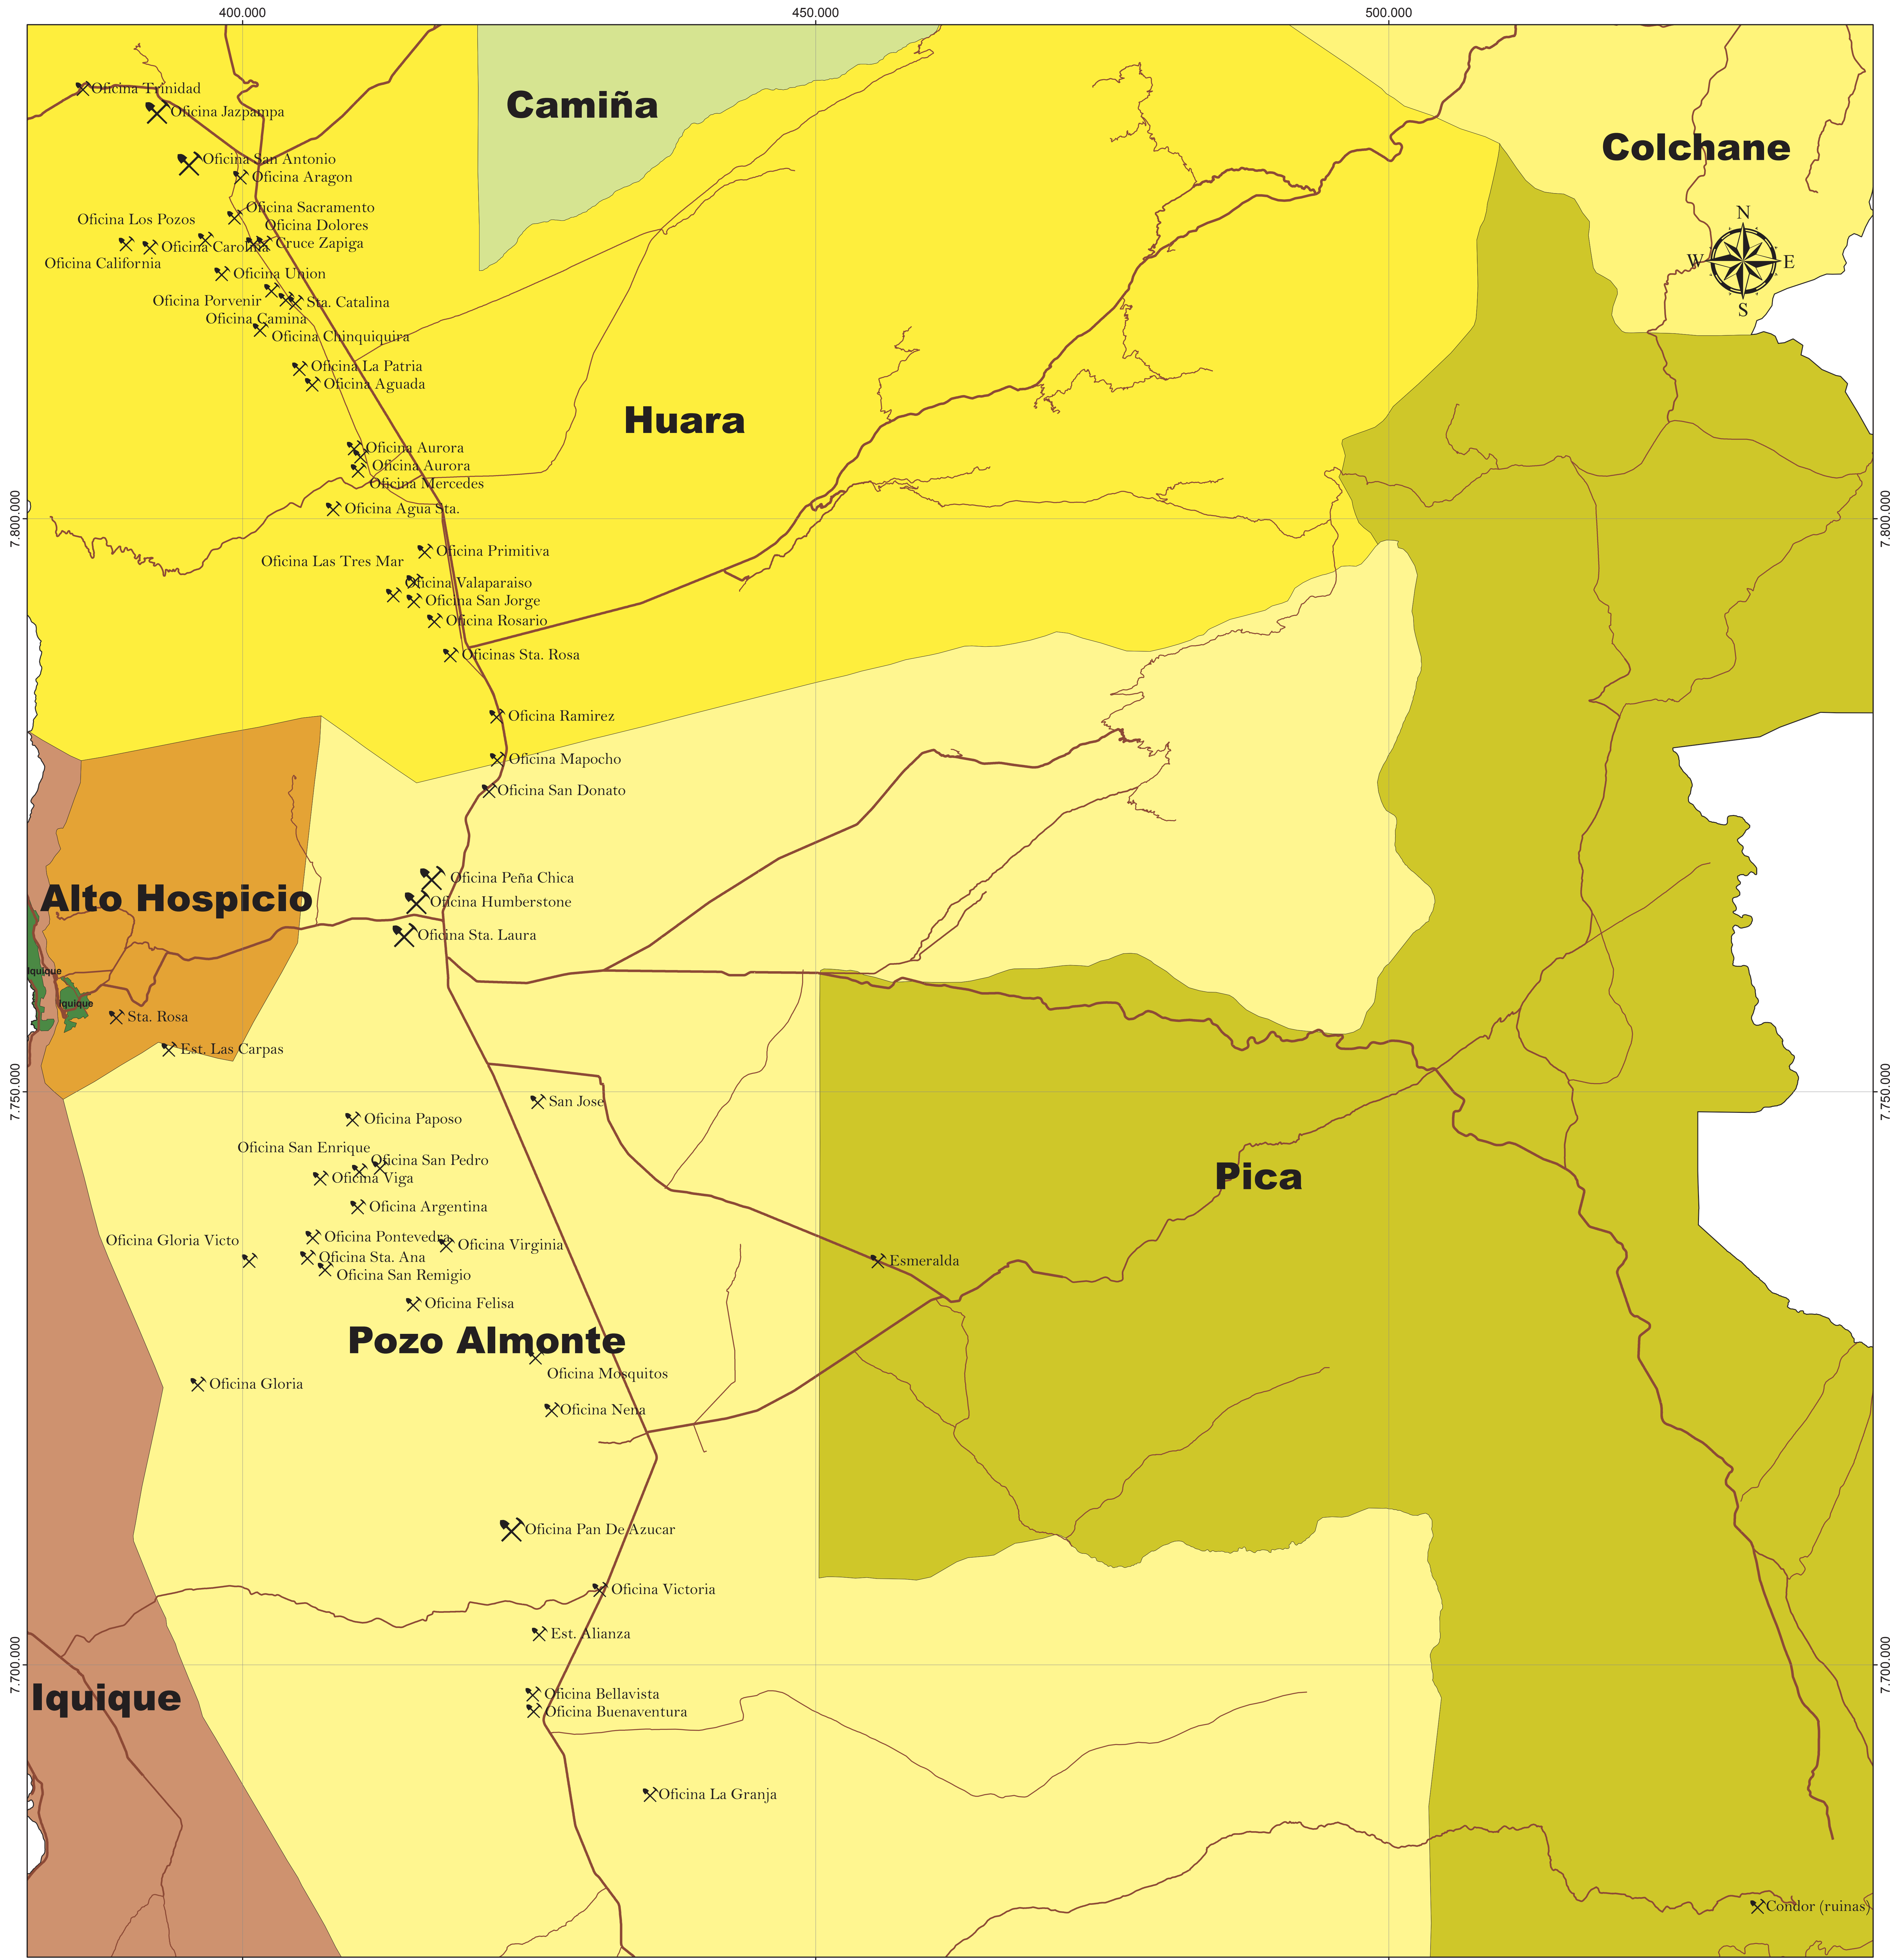 400.000
450.000
500.000
Camiña
Oficina Trinidad
Oficina Jazpampa
Colchane
Oficina San Antonio
Oficina Aragon
Oficina Sacramento
N
Oficina Los Pozos
Oficina Dolores
Cruce Zapiga
Oficina Carolina
Oficina California
W
E
Oficina Union
Oficina Porvenir
Sta. Catalina
S
Oficina Camina
Oficina Chinquiquira
Oficina La Patria
Oficina Aguada
Huara
Oficina Aurora
Oficina Aurora
Oficina Mercedes
Oficina Agua Sta.
7.800.000
7.800.000
Oficina Primitiva
Oficina Las Tres Mar
Oficina Valaparaiso
Oficina San Jorge
Oficina Rosario
Oficinas Sta. Rosa
Oficina Ramirez
Oficina Mapocho
Oficina San Donato
Oficina Peña Chica
Alto Hospicio
Oficina Humberstone
Oficina Sta. Laura
Iquique
Iquique
Sta. Rosa
Est. Las Carpas
7.750.000
7.750.000
San Jose
Oficina Paposo
Oficina San Enrique
Oficina San Pedro
Oficina Viga
Pica
Oficina Argentina
Oficina Pontevedra
Oficina Gloria Victo
Oficina Virginia
Oficina Sta. Ana
Esmeralda
Oficina San Remigio
Oficina Felisa
Pozo Almonte
Oficina Mosquitos
Oficina Gloria
Oficina Nena
Oficina Pan De Azucar
Oficina Victoria
Est. Alianza
7.700.000
7.700.000
Iquique
Oficina Bellavista
Oficina Buenaventura
Oficina La Granja
Condor (ruinas)